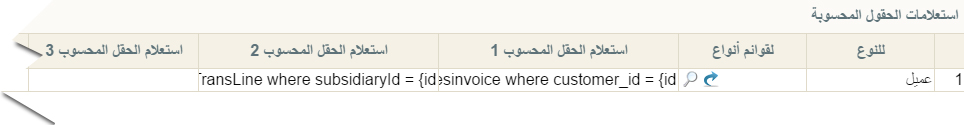 استعلامات الحقول المحسوبة
للنوع لقوائم أنواع استعلام الحقل المحسوب 1 استعلام الحقل المحسوب 2 استعلام الحقل المحسوب 3
1 عميل esinvoice where customer_id = {id TransLine where subsidiaryId = {id